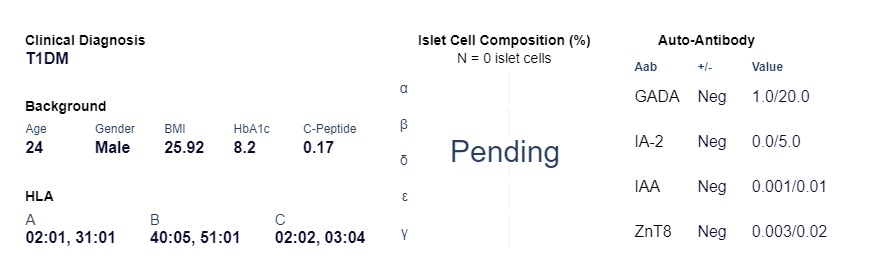 Clinical Diagnosis
T1DM
Background
Age Gender BMI HbA1c C-Peptide
24 Male 25.92 8.2 0.17
HLA
A B C
02:01, 31:01 40:05, 51:01 02:02, 03:04
Islet Cell Composition (%)
N = 0 islet cells
α
β
Pending
δ
ε
γ
Auto-Antibody
Aab +/- Value
GADA Neg 1.0/20.0
IA-2 Neg 0.0/5.0
IAA Neg 0.001/0.01
ZnT8 Neg 0.003/0.02